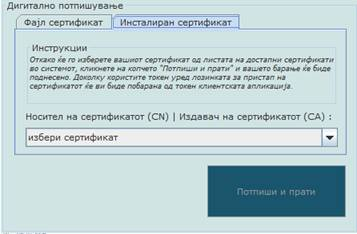 Дигитално потпишување
Фајл сертификат
Инсталиран сертификат
Инструкции
Откако ќе го изберете вашиот сертификат од листата на достапни сертификати
во системот, кликнете на копчето "Потпиши и прати" и вашето барање ќе биде
поднесено. Доколку користите токен уред лозинката за пристап на
сертификатот ќе ви биде побарана од токен клиентската апликација.
Носител на сертификатот (CN) | Издавач на сертификатот (CA) :
избери сертификат
Потпиши и прати